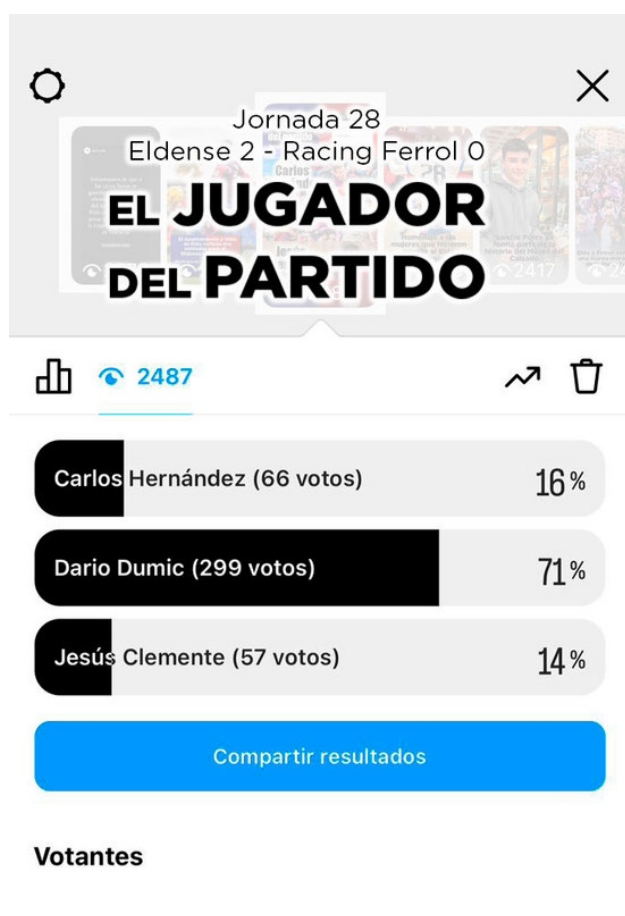 Jornada 28
Eldense 2 - Racing Ferrol 0
EL JUGADOR
DEL PARTIDO
2417
2487
Carlos Hernández (66 votos)
16%
Dario Dumic (299 votos)
71%
Jesús Clemente (57 votos)
14%
Compartir resultados
Votantes